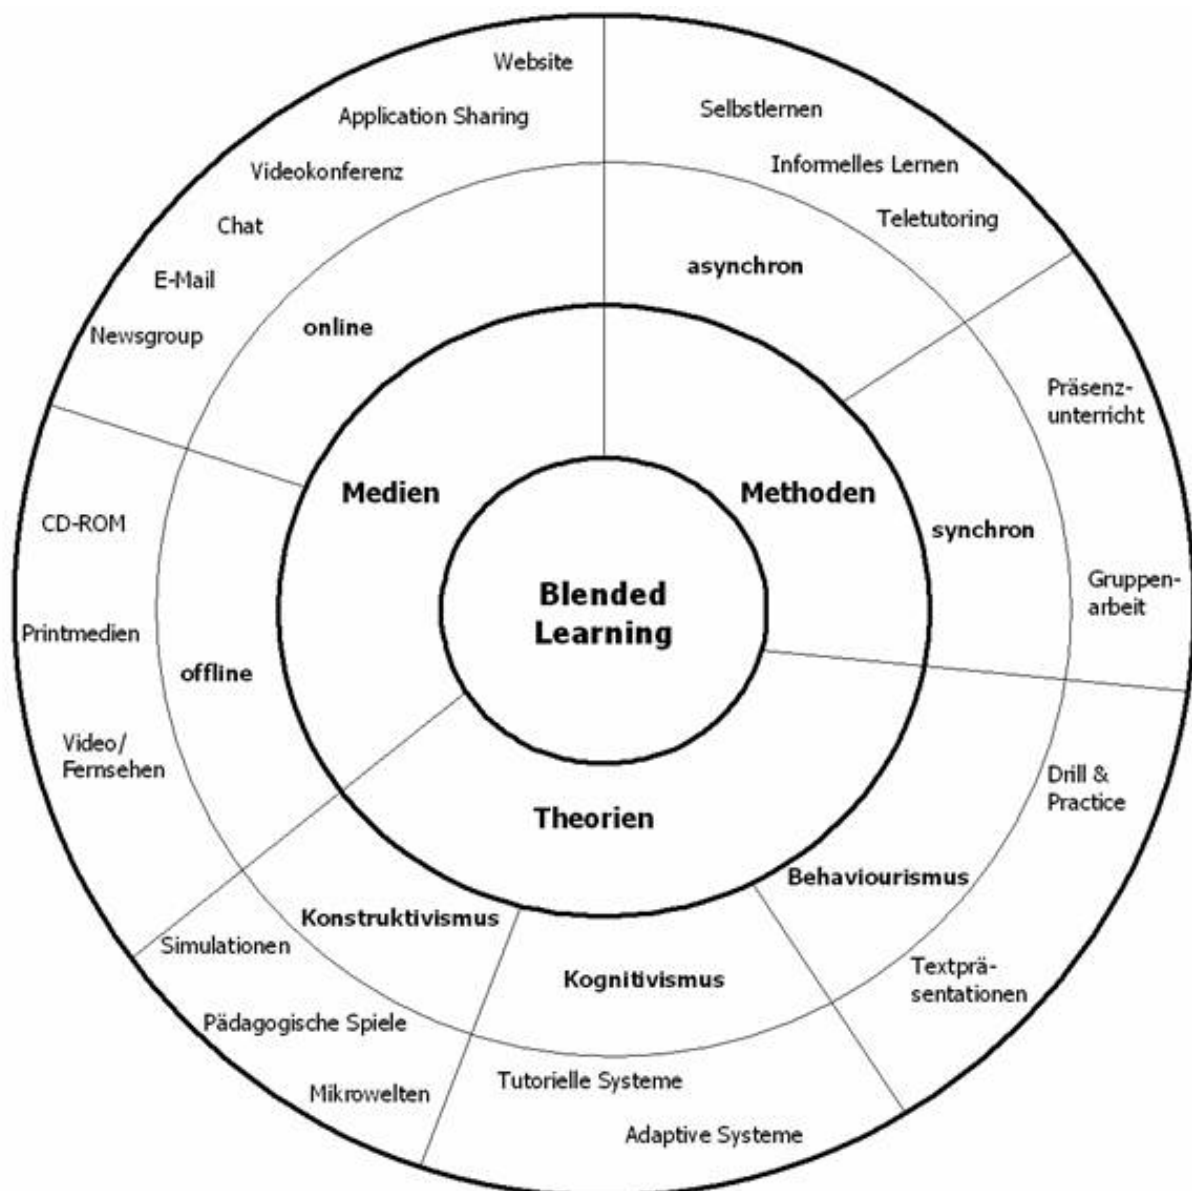 Website
Application Sharing
Videokonferenz
Chat
E-Mail
Newsgroup
online
CD-ROM
Printmedien
Video/
Fernsehen
offline
Medien
Selbstlernen
Informelles Lernen
Teletutoring
asynchron
Präsenz-
unterricht
Gruppen-
arbeit
synchron
Methoden
Blended
Learning
Theorien
Behaviourismus
Drill &
Practice
Textprä-
sentationen
Kognitivismus
Tutorielle Systeme
Adaptive Systeme
Konstruktivismus
Simulationen
Pädagogische Spiele
Mikrowelten